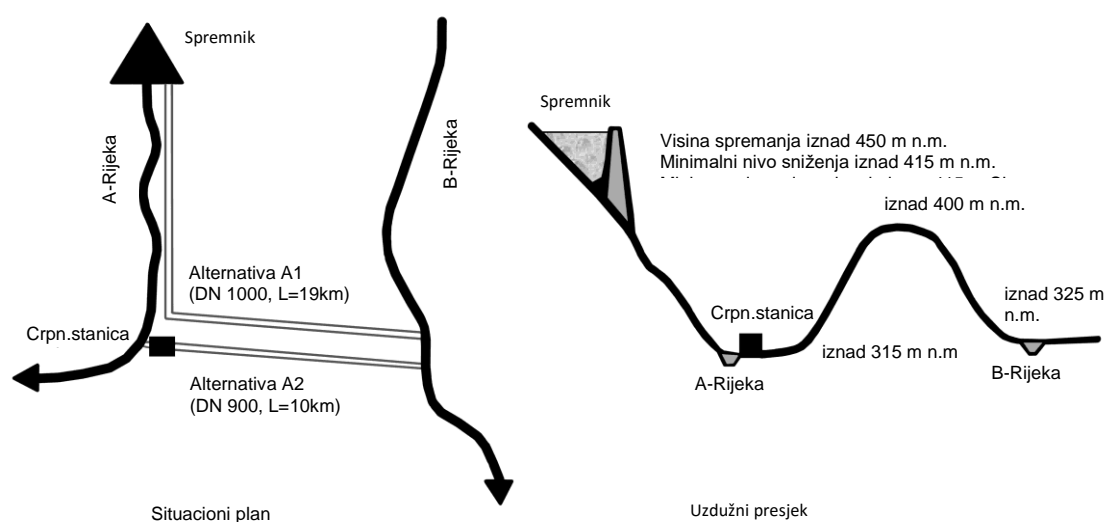 Spremnik
A-Rijeka
B-Rijeka
Alternativa A1
(DN 1000, L=19km)
Crpn.stanica
Alternativa A2
(DN 900, L=10km)
Situacioni plan
Spremnik
Visina spremanja iznad 450 m n.m.
Minimalni nivo sniženja iznad 415 m n.m.
iznad 400 m n.m.
Crpn.stanica
iznad 325 m
n.m.
iznad 315 m n.m
A-Rijeka
B-Rijeka
Uzdužni presjek